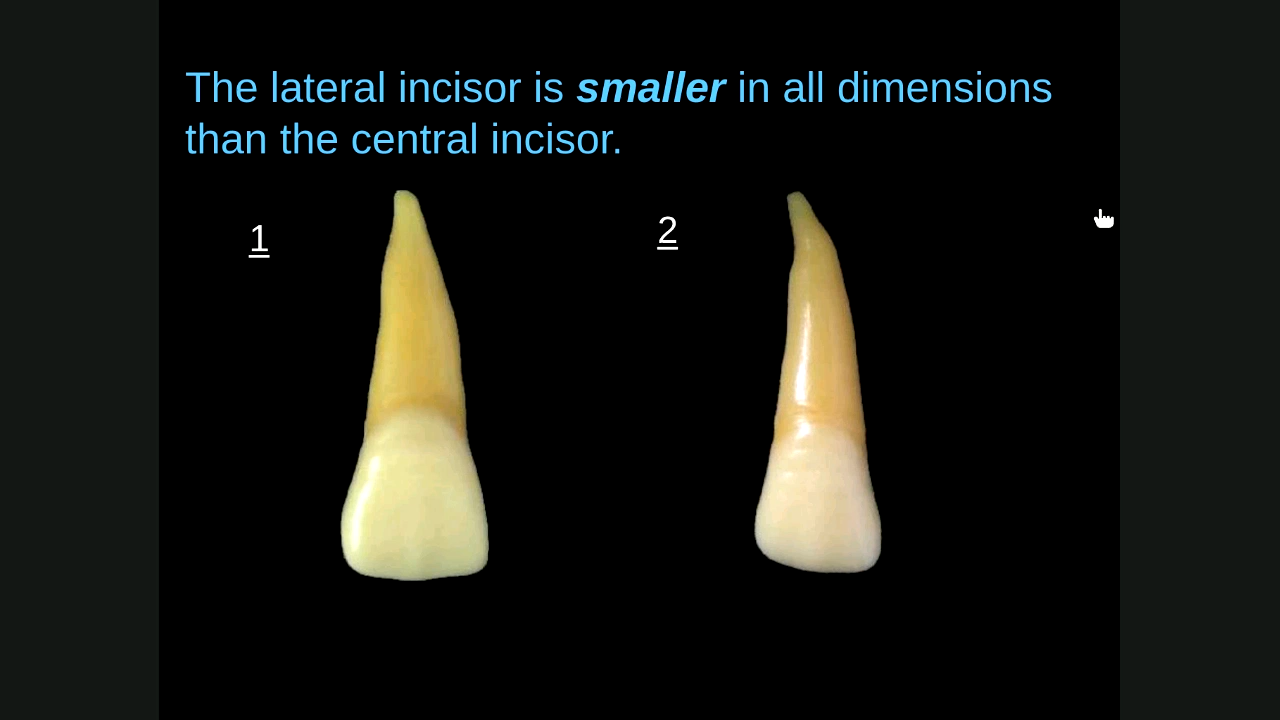 The lateral incisor is smaller in all dimensions
than the central incisor.
1
2